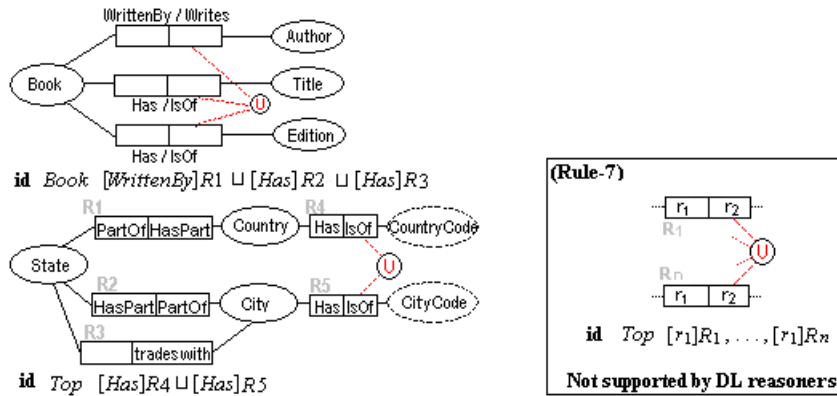 WrittenBy / Writes
Author
Book
Title
Has / IsOf
U
Edition
Has / IsOf
id Book [WrittenBy]R1 ⊔ [Has]R2 ⊔ [Has]R3
R1
PartOf HasPart
Country
R4
Has IsOf
CountryCode
State
U
R2
HasPart PartOf
City
R5
Has IsOf
CityCode
R3
trades with
id Top [Has]R4 ⊔ [Has]R5
(Rule-7)
r1 r2
R1
U
Rn
r1 r2
id Top [r1]R1, . . . , [r1]Rn
Not supported by DL reasoners